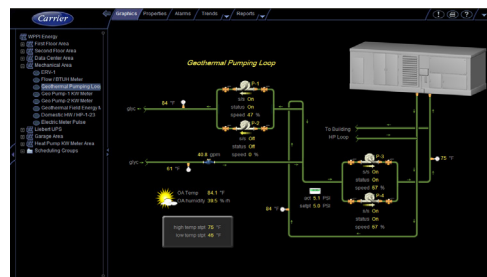 Carrier
Graphics Properties Alarms Trends Reports
WPPI Energy
First Floor Area
Second Floor Area
Data Center Area
Mechanical Area
ERV-1
Flow / BTUH Meter
Geothermal Pumping Loop
Geo Pump-1 KW Meter
Geo Pump-2 KW Meter
Geothermal Field Energy M
Domestic HW / HP-1-23
Electric Meter Pulse
Liebert UPS
Garage Area
Heat Pump KW Meter Area
Scheduling Groups
Geothermal Pumping Loop
P-1
s/s On
status On
speed 47 %
84 °F
P-2
s/s Off
status Off
speed 0 %
40.8 gpm
61 °F
To Building
HP Loop
P-3
s/s On
status On
speed 67 %
75 °F
P-4
s/s On
status On
speed 67 %
OA Temp 84.1 °F
OA humidity 39.5 % rh
act 5.1 PSI
setpt 5.0 PSI
84 °F
high temp stpt 75 °F
low temp stpt 40 °F